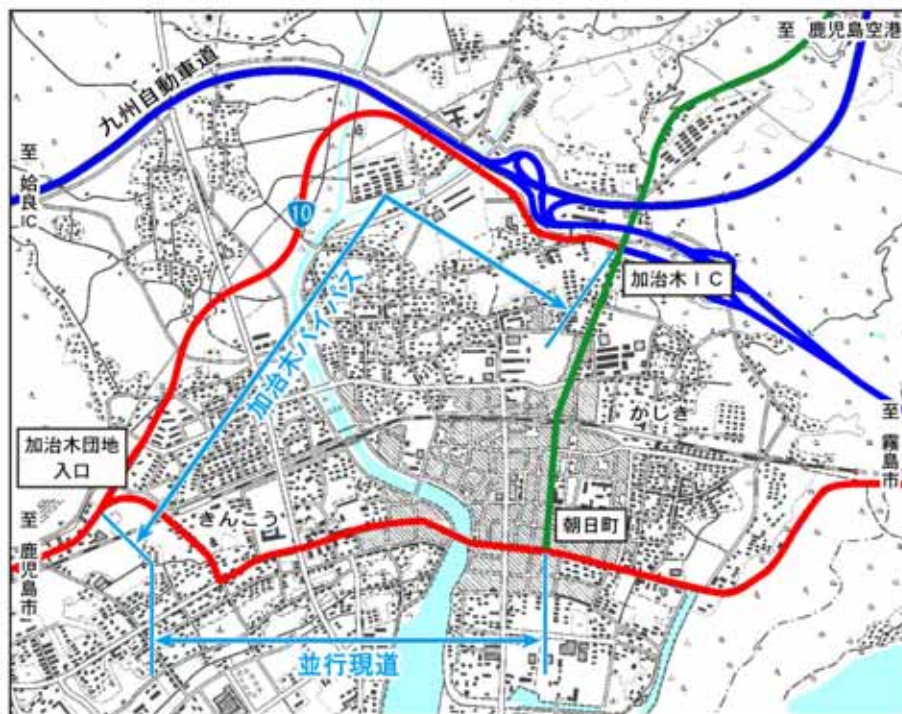 至 鹿児島空港
九州自動車道
至 姶良IC
10
加治木IC
加治木バイパス
かじき
至 霧島市
加治木団地
入口
きんこう
朝日町
至 鹿児島市
並行現道